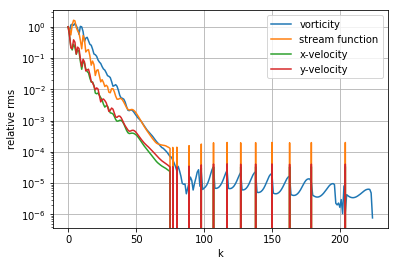 vorticity
stream function
x-velocity
y-velocity
relative rms
10⁰
10⁻¹
10⁻²
10⁻³
10⁻⁴
10⁻⁵
10⁻⁶
0 50 100 150 200
k